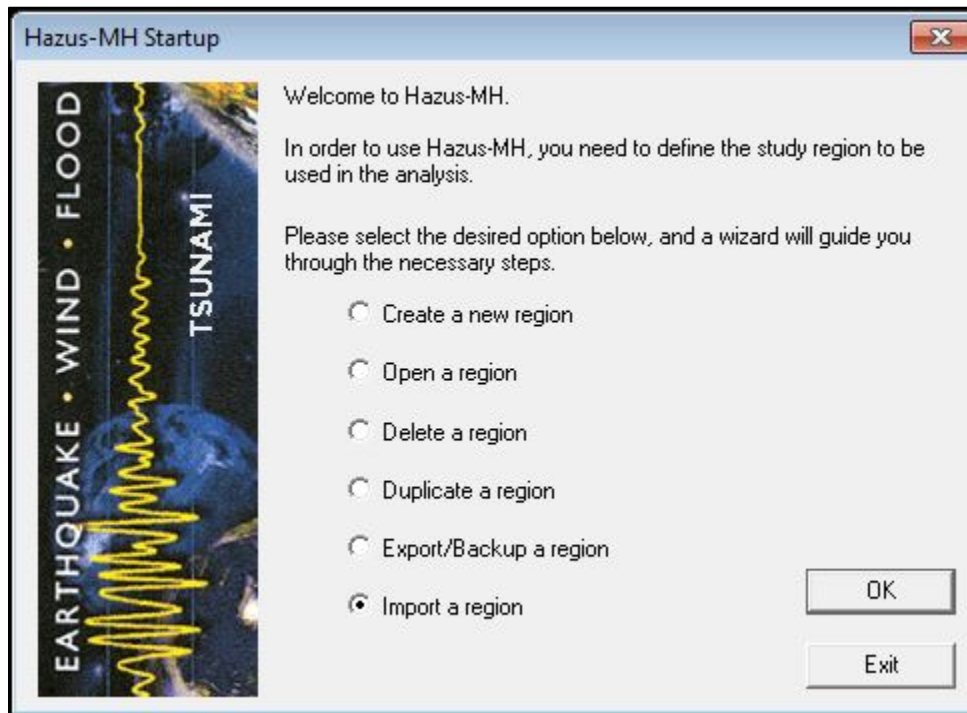 Hazus-MH Startup
EARTHQUAKE • WIND • FLOOD
TSUNAMI
Welcome to Hazus-MH.
In order to use Hazus-MH, you need to define the study region to be
used in the analysis.
Please select the desired option below, and a wizard will guide you
through the necessary steps.
Create a new region
Open a region
Delete a region
Duplicate a region
Export/Backup a region
Import a region
OK
Exit